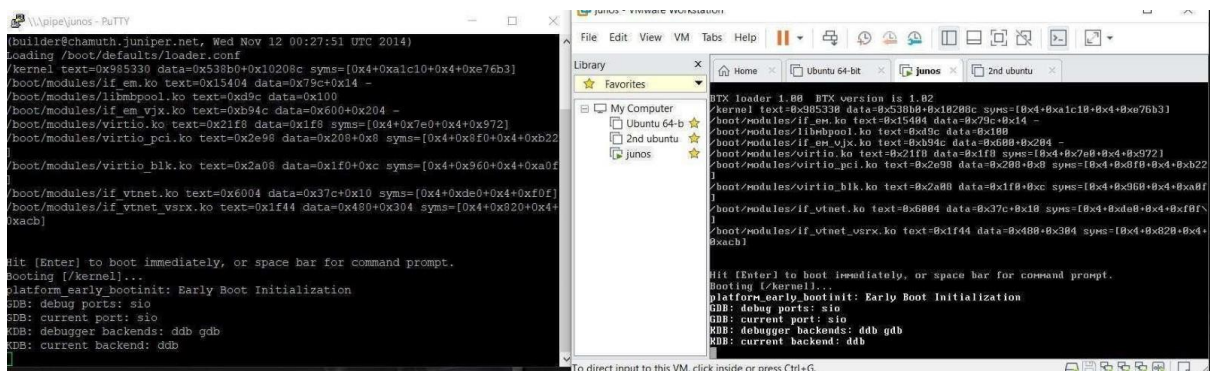 \\.\pipe\junos - PuTTY
(builder@chamuth.juniper.net, Wed Nov 12 00:27:51 UTC 2014)
Loading /boot/defaults/loader.conf
/kernel text=0x985330 data=0x538b0+0x10208c syms=[0x4+0xa1c10+0x4+0xe76b3]
/boot/modules/if_em.ko text=0x15404 data=0x79c+0x14 -
/boot/modules/libmbpool.ko text=0xd9c data=0x100
/boot/modules/if_em_vjx.ko text=0xb94c data=0x600+0x204 -
/boot/modules/virtio.ko text=0x21f8 data=0x1f8 syms=[0x4+0x7e0+0x4+0x972]
/boot/modules/virtio_pci.ko text=0x2e98 data=0x208+0x8 syms=[0x4+0x8f0+0x4+0xb22
]
/boot/modules/virtio_blk.ko text=0x2a08 data=0x1f0+0xc syms=[0x4+0x960+0x4+0xa0f
]
/boot/modules/if_vtnet.ko text=0x6004 data=0x37c+0x10 syms=[0x4+0xde0+0x4+0xf0f]
/boot/modules/if_vtnet_vsrx.ko text=0x1f44 data=0x480+0x304 syms=[0x4+0x820+0x4+
0xacb]
Hit [Enter] to boot immediately, or space bar for command prompt.
Booting [/kernel]...
platform_early_bootinit: Early Boot Initialization
GDB: debug ports: sio
GDB: current port: sio
KDB: debugger backends: ddb gdb
KDB: current backend: ddb
junos - VMware Workstation
File Edit View VM Tabs Help
Library
Favorites
My Computer
Ubuntu 64-b
2nd ubuntu
junos
Home Ubuntu 64-bit junos 2nd ubuntu
BTX loader 1.00 BTX version is 1.02
/kernel text=0x985330 data=0x538b0+0x10208c syms=[0x4+0xa1c10+0x4+0xe76b3]
/boot/modules/if_em.ko text=0x15404 data=0x79c+0x14 -
/boot/modules/libmbpool.ko text=0xd9c data=0x100
/boot/modules/if_em_vjx.ko text=0xb94c data=0x600+0x204 -
/boot/modules/virtio.ko text=0x21f8 data=0x1f8 syms=[0x4+0x7e0+0x4+0x972]
/boot/modules/virtio_pci.ko text=0x2e98 data=0x208+0x8 syms=[0x4+0x8f0+0x4+0xb22
]
/boot/modules/virtio_blk.ko text=0x2a08 data=0x1f0+0xc syms=[0x4+0x960+0x4+0xa0f
]
/boot/modules/if_vtnet.ko text=0x6004 data=0x37c+0x10 syms=[0x4+0xde0+0x4+0xf0f\
]
/boot/modules/if_vtnet_vsrx.ko text=0x1f44 data=0x480+0x304 syms=[0x4+0x820+0x4+
0xacb]
Hit [Enter] to boot immediately, or space bar for command prompt.
Booting [/kernel]...
platform_early_bootinit: Early Boot Initialization
GDB: debug ports: sio
GDB: current port: sio
KDB: debugger backends: ddb gdb
KDB: current backend: ddb
To direct input to this VM, click inside or press Ctrl+G.